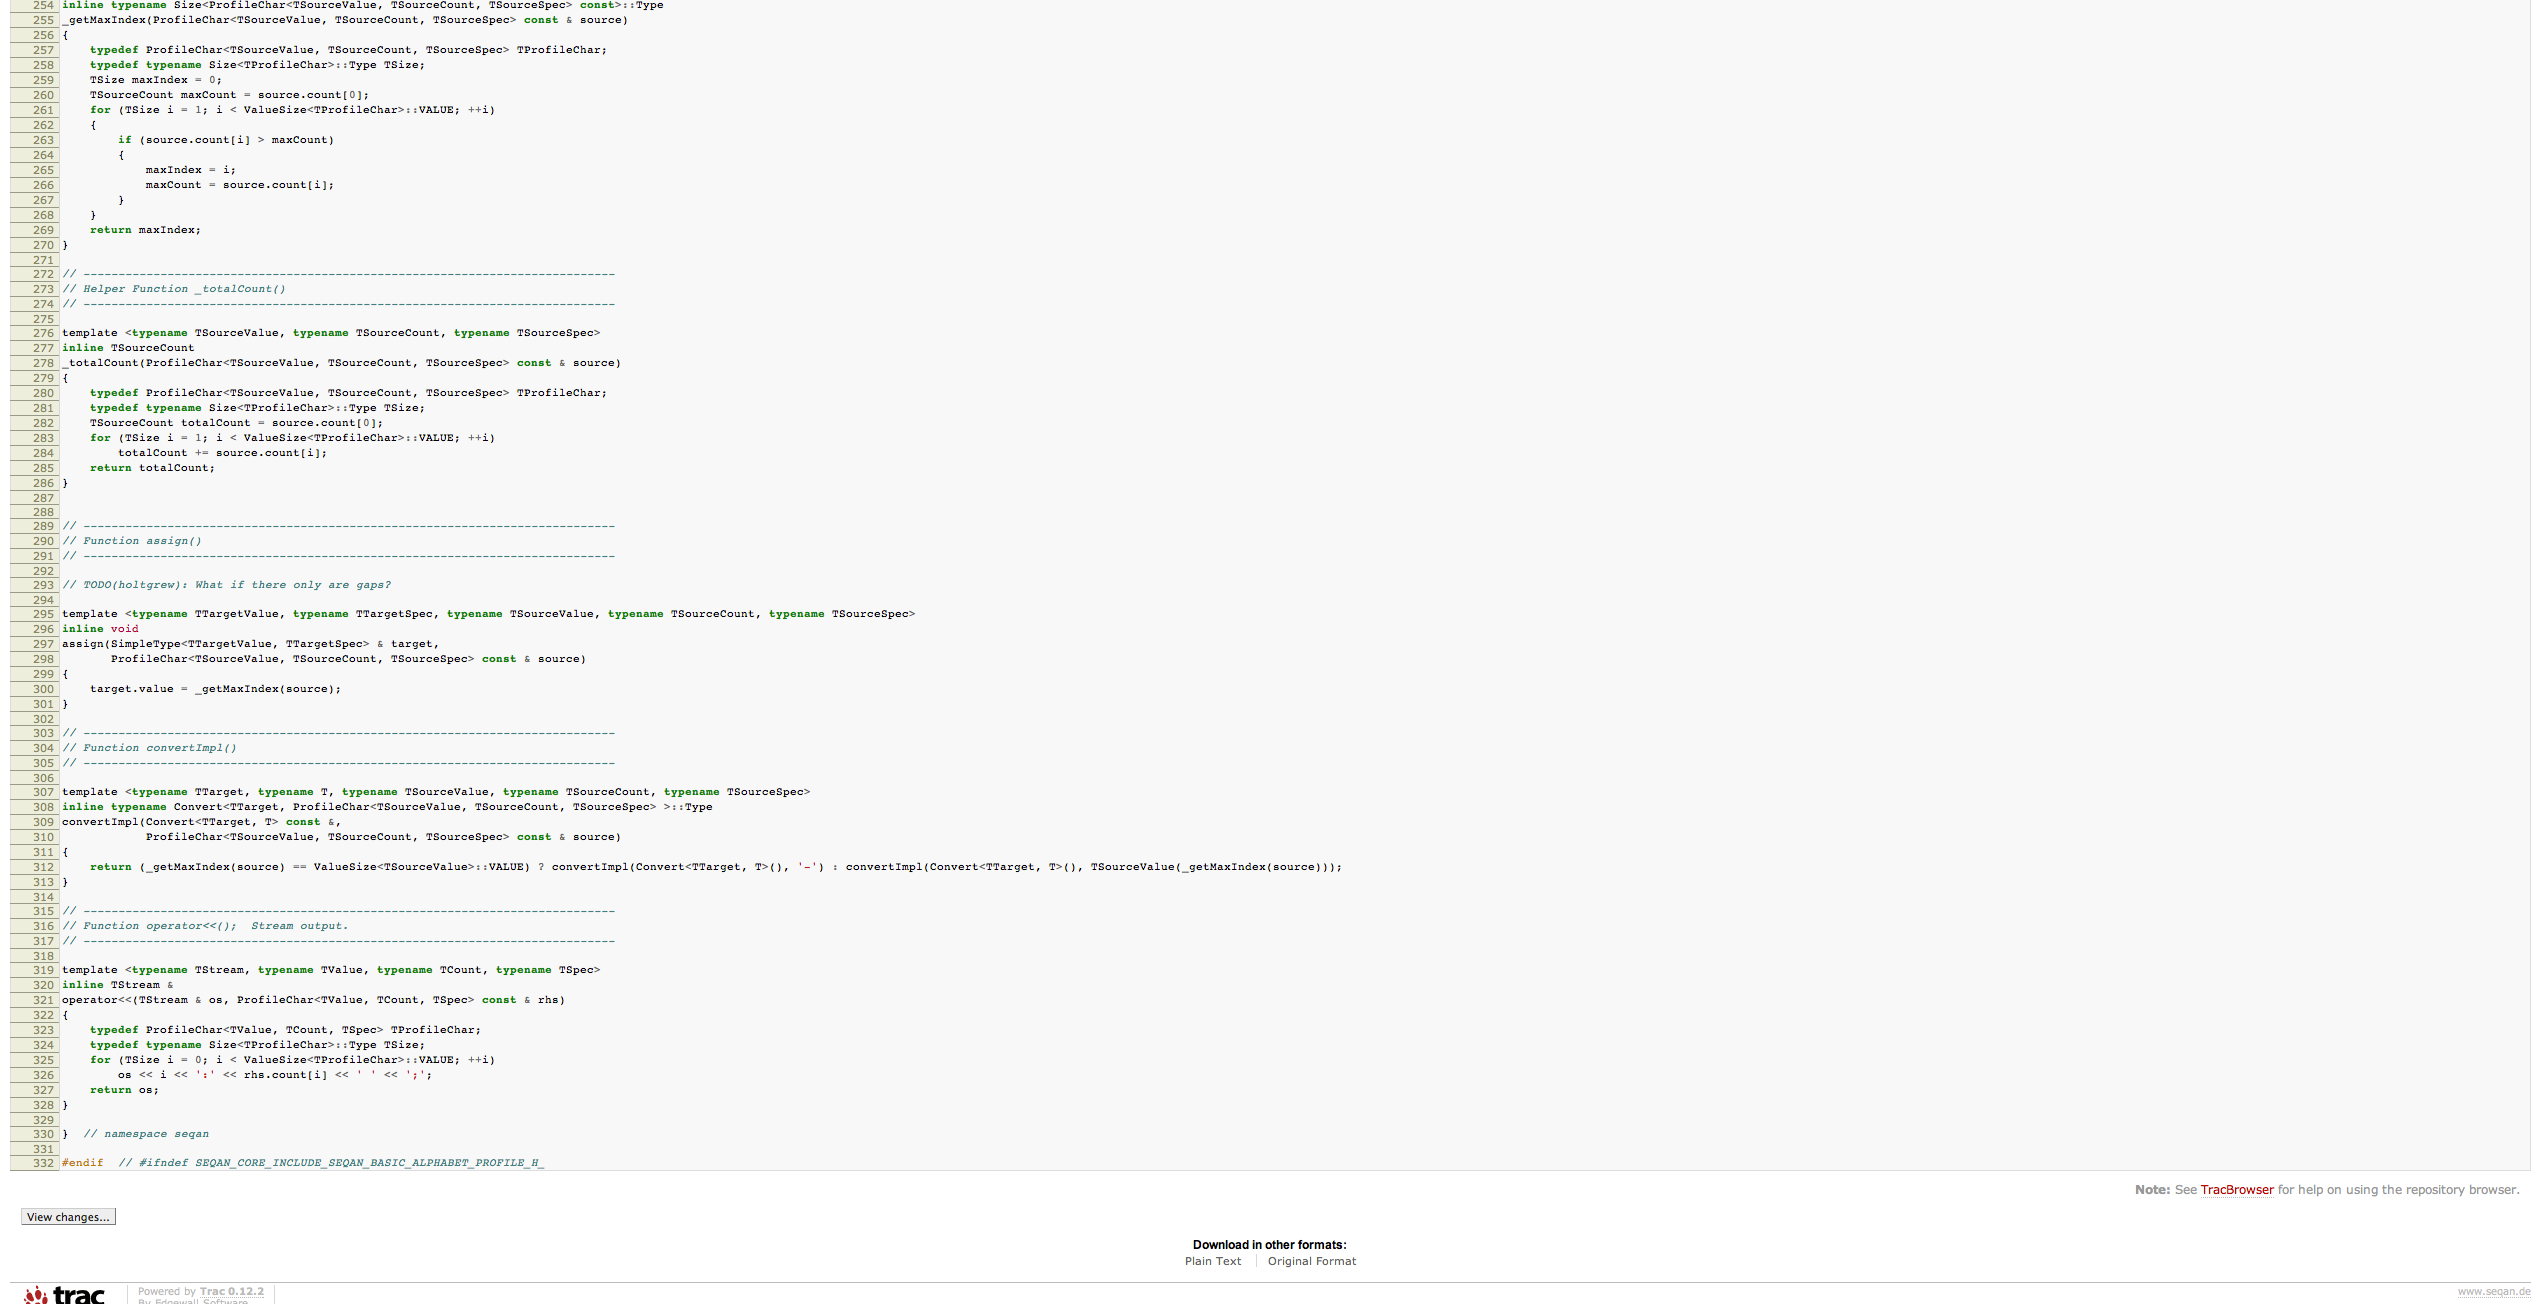 254 inline typename Size<ProfileChar<TSourceValue, TSourceCount, TSourceSpec> const>::Type
255 _getMaxIndex(ProfileChar<TSourceValue, TSourceCount, TSourceSpec> const & source)
256 {
257     typedef ProfileChar<TSourceValue, TSourceCount, TSourceSpec> TProfileChar;
258     typedef typename Size<TProfileChar>::Type TSize;
259     TSize maxIndex = 0;
260     TSourceCount maxCount = source.count[0];
261     for (TSize i = 1; i < ValueSize<TProfileChar>::VALUE; ++i)
262     {
263         if (source.count[i] > maxCount)
264         {
265             maxIndex = i;
266             maxCount = source.count[i];
267         }
268     }
269     return maxIndex;
270 }
271
272 // ----------------------------------------------------------------------------
273 // Helper Function _totalCount()
274 // ----------------------------------------------------------------------------
275
276 template <typename TSourceValue, typename TSourceCount, typename TSourceSpec>
277 inline TSourceCount
278 _totalCount(ProfileChar<TSourceValue, TSourceCount, TSourceSpec> const & source)
279 {
280     typedef ProfileChar<TSourceValue, TSourceCount, TSourceSpec> TProfileChar;
281     typedef typename Size<TProfileChar>::Type TSize;
282     TSourceCount totalCount = source.count[0];
283     for (TSize i = 1; i < ValueSize<TProfileChar>::VALUE; ++i)
284         totalCount += source.count[i];
285     return totalCount;
286 }
287
288
289 // ----------------------------------------------------------------------------
290 // Function assign()
291 // ----------------------------------------------------------------------------
292
293 // TODO(holtgrew): What if there only are gaps?
294
295 template <typename TTargetValue, typename TTargetSpec, typename TSourceValue, typename TSourceCount, typename TSourceSpec>
296 inline void
297 assign(SimpleType<TTargetValue, TTargetSpec> & target,
298        ProfileChar<TSourceValue, TSourceCount, TSourceSpec> const & source)
299 {
300     target.value = _getMaxIndex(source);
301 }
302
303 // ----------------------------------------------------------------------------
304 // Function convertImpl()
305 // ----------------------------------------------------------------------------
306
307 template <typename TTarget, typename T, typename TSourceValue, typename TSourceCount, typename TSourceSpec>
308 inline typename Convert<TTarget, ProfileChar<TSourceValue, TSourceCount, TSourceSpec> >::Type
309 convertImpl(Convert<TTarget, T> const &,
310             ProfileChar<TSourceValue, TSourceCount, TSourceSpec> const & source)
311 {
312     return (_getMaxIndex(source) == ValueSize<TSourceValue>::VALUE) ? convertImpl(Convert<TTarget, T>(), '-') : convertImpl(Convert<TTarget, T>(), TSourceValue(_getMaxIndex(source)));
313 }
314
315 // ----------------------------------------------------------------------------
316 // Function operator<<();  Stream output.
317 // ----------------------------------------------------------------------------
318
319 template <typename TStream, typename TValue, typename TCount, typename TSpec>
320 inline TStream &
321 operator<<(TStream & os, ProfileChar<TValue, TCount, TSpec> const & rhs)
322 {
323     typedef ProfileChar<TValue, TCount, TSpec> TProfileChar;
324     typedef typename Size<TProfileChar>::Type TSize;
325     for (TSize i = 0; i < ValueSize<TProfileChar>::VALUE; ++i)
326         os << i << ':' << rhs.count[i] << ' ' << ';';
327     return os;
328 }
329
330 }  // namespace seqan
331
332 #endif  // #ifndef SEQAN_CORE_INCLUDE_SEQAN_BASIC_ALPHABET_PROFILE_H_
Note: See TracBrowser for help on using the repository browser.
View changes...
Download in other formats:
Plain Text
Original Format
trac
Powered by Trac 0.12.2
By Edgewall Software
www.seqan.de